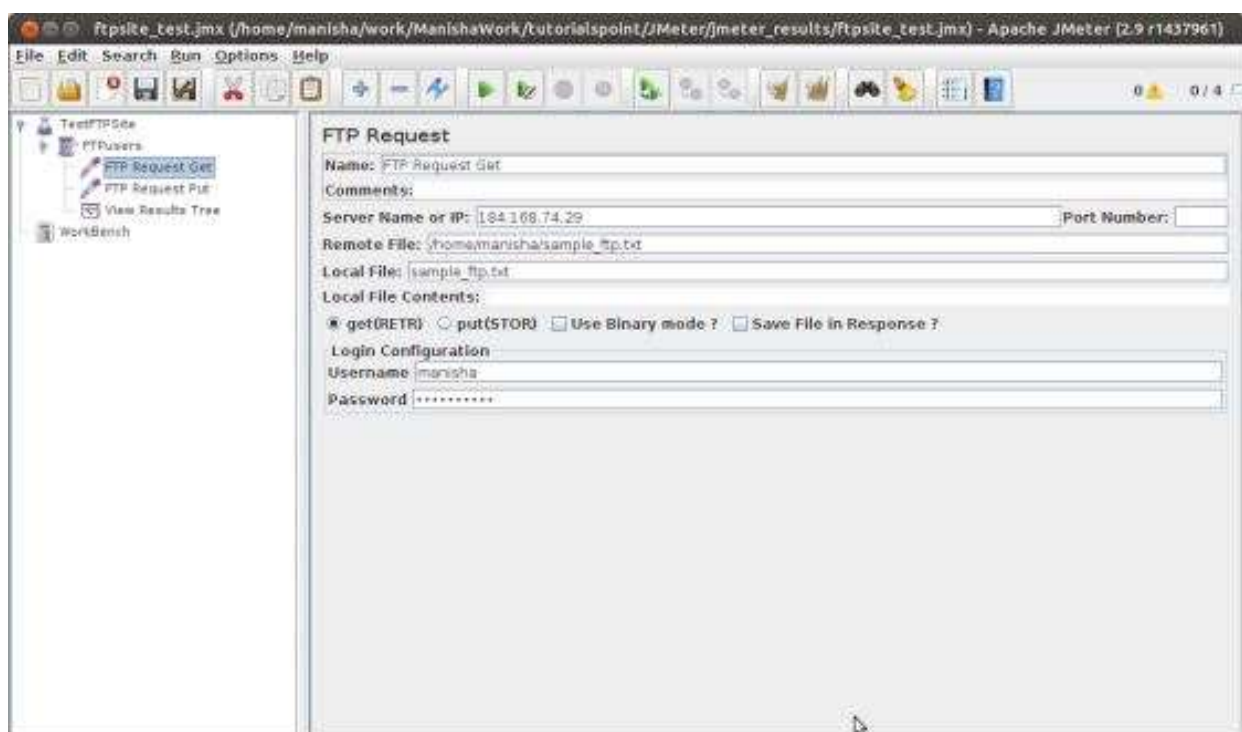 ftpsite_test.jmx (/home/manisha/work/ManishaWork/tutorialspoint/JMeter/jmeter_results/ftpsite_test.jmx) - Apache JMeter (2.9 r1437961)
File Edit Search Run Options Help
0 0 / 4
TestFTPSite
FTPusers
FTP Request Get
FTP Request Put
View Results Tree
WorkBench
FTP Request
Name: FTP Request Get
Comments:
Server Name or IP: 184.168.74.29 Port Number:
Remote File: /home/manisha/sample_ftp.txt
Local File: sample_ftp.txt
Local File Contents:
get(RETR) put(STOR) Use Binary mode ? Save File in Response ?
Login Configuration
Username manisha
Password ••••••••••